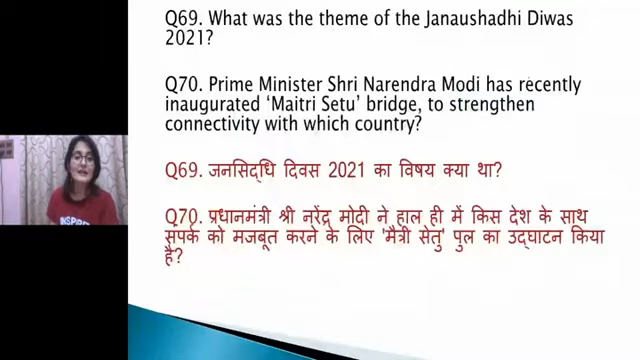 Q69. What was the theme of the Janaushadhi Diwas
2021?
Q70. Prime Minister Shri Narendra Modi has recently
inaugurated ‘Maitri Setu’ bridge, to strengthen
connectivity with which country?
Q69. जनसिद्धि दिवस 2021 का विषय क्या था?
Q70. प्रधानमंत्री श्री नरेंद्र मोदी ने हाल ही में किस देश के साथ
संपर्क को मजबूत करने के लिए 'मैत्री सेतु' पुल का उद्घाटन किया
है?